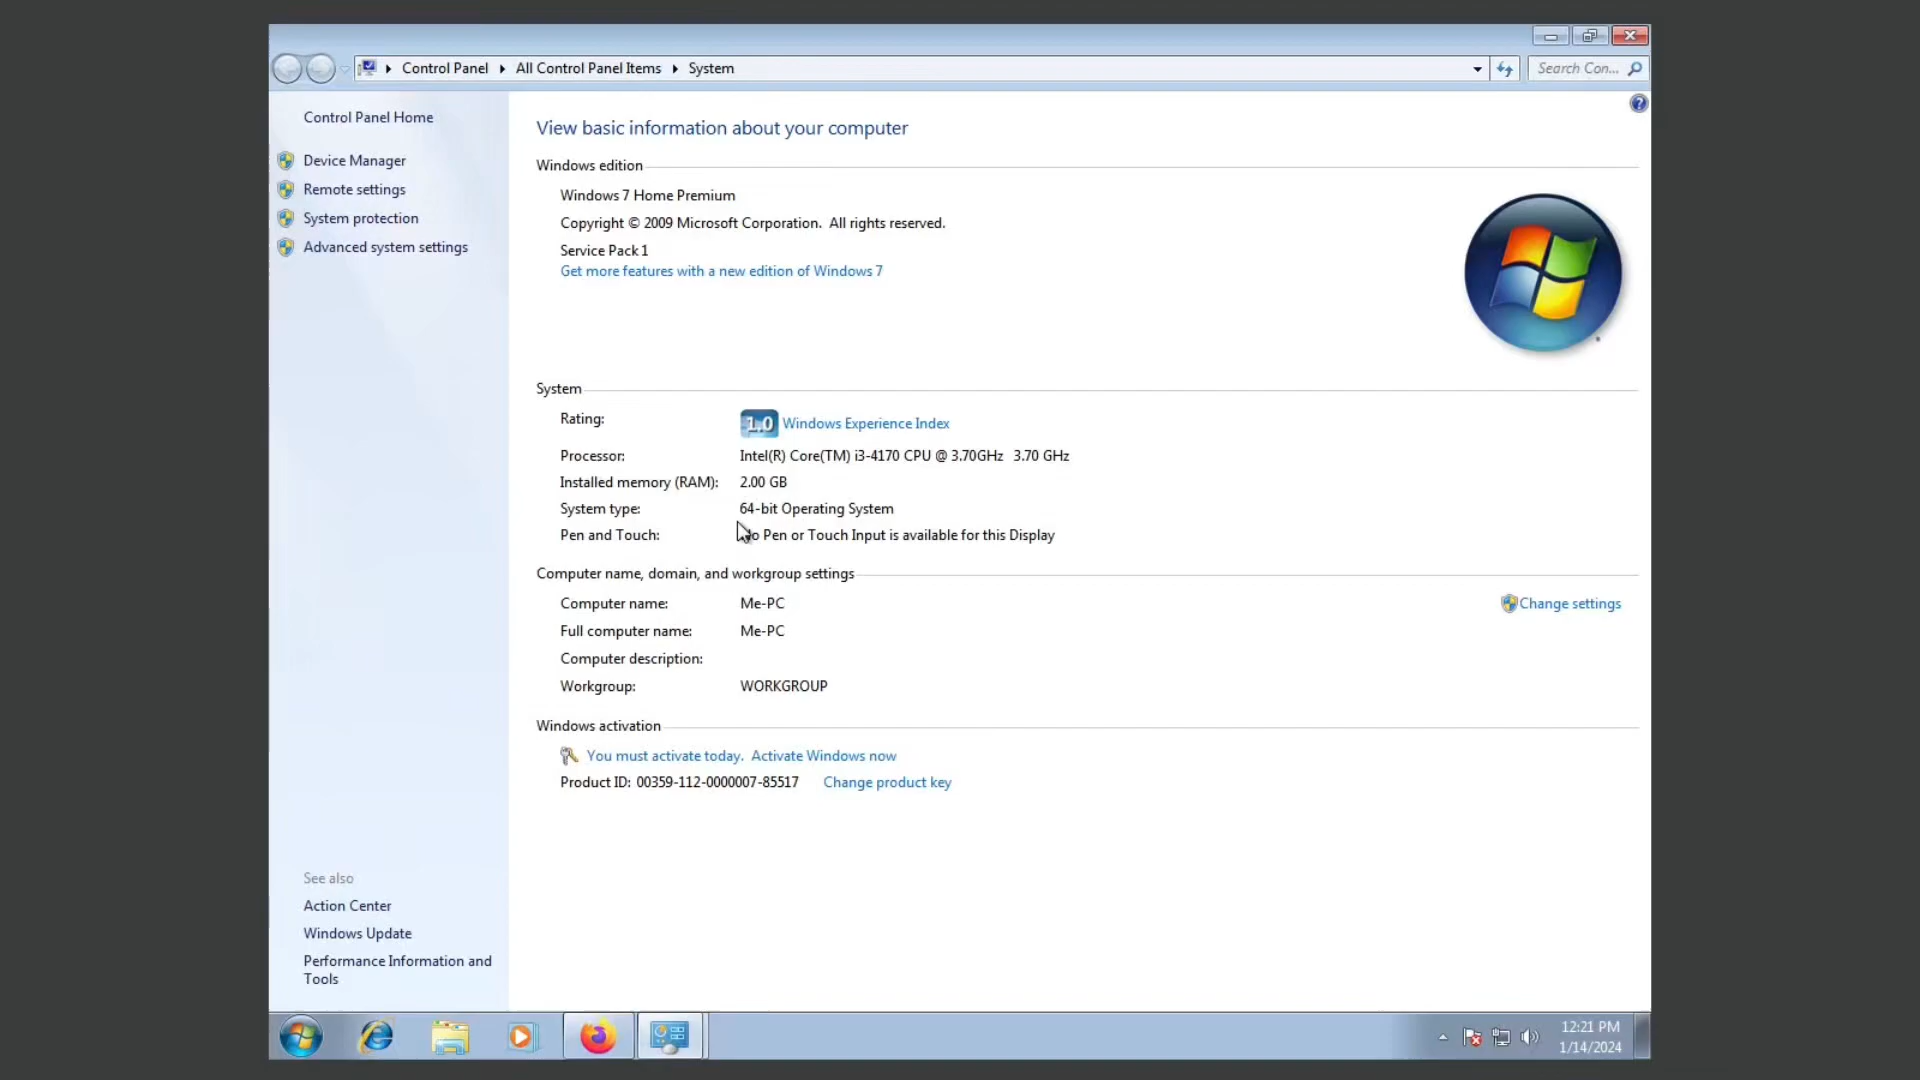 Control Panel
All Control Panel Items
System
Search Con...
Control Panel Home
Device Manager
Remote settings
System protection
Advanced system settings
View basic information about your computer
Windows edition
Windows 7 Home Premium
Copyright © 2009 Microsoft Corporation.  All rights reserved.
Service Pack 1
Get more features with a new edition of Windows 7
System
Rating:
1.0 Windows Experience Index
Processor: Intel(R) Core(TM) i3-4170 CPU @ 3.70GHz   3.70 GHz
Installed memory (RAM): 2.00 GB
System type: 64-bit Operating System
Pen and Touch: Pen or Touch Input is available for this Display
Computer name, domain, and workgroup settings
Computer name: Me-PC
Change settings
Full computer name: Me-PC
Computer description:
Workgroup: WORKGROUP
Windows activation
You must activate today.  Activate Windows now
Product ID: 00359-112-0000007-85517 Change product key
See also
Action Center
Windows Update
Performance Information and
Tools
12:21 PM
1/14/2024